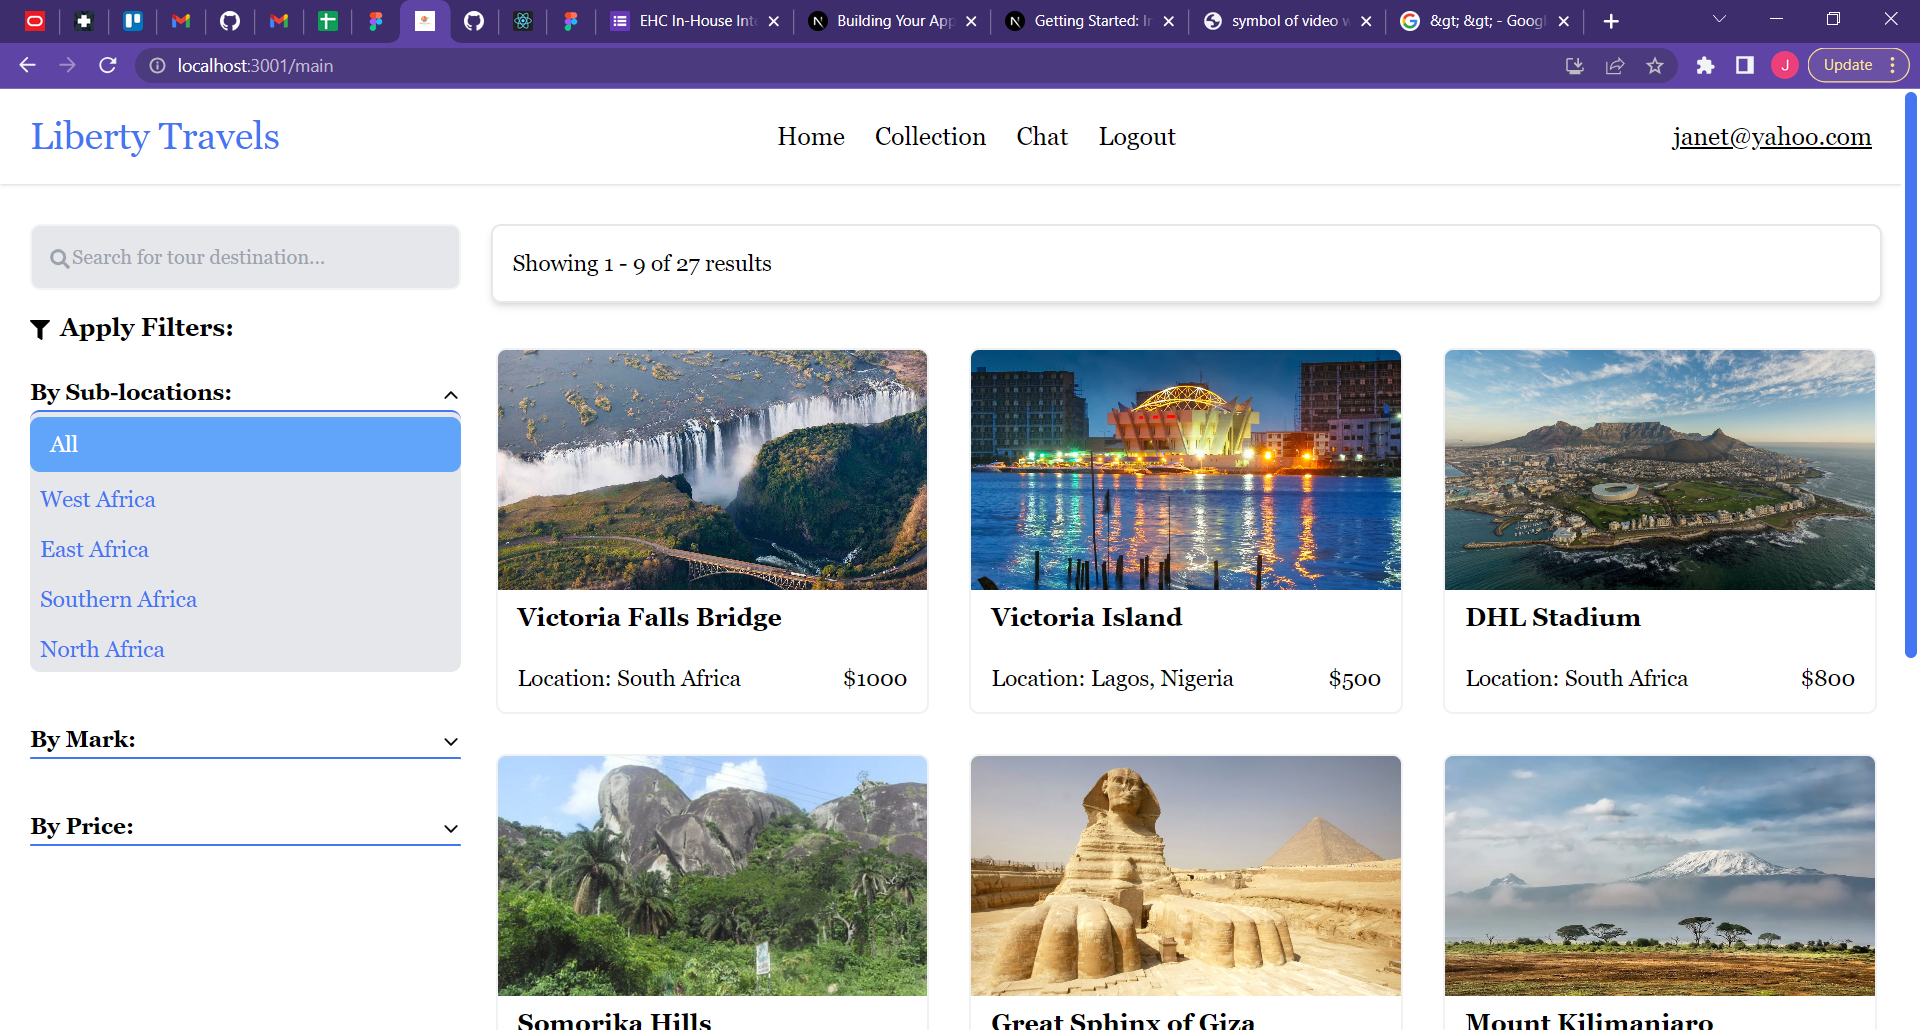 EHC In-House Int
Building Your App
Getting Started: In
symbol of video w
&gt; &gt; - Googl
localhost:3001/main
J
Update
Liberty Travels
Home
Collection
Chat
Logout
janet@yahoo.com
Search for tour destination...
Showing 1 - 9 of 27 results
Apply Filters:
By Sub-locations:
All
West Africa
East Africa
Southern Africa
North Africa
By Mark:
By Price:
Victoria Falls Bridge
Location: South Africa $1000
Victoria Island
Location: Lagos, Nigeria $500
DHL Stadium
Location: South Africa $800
Somorika Hills
Great Sphinx of Giza
Mount Kilimanjaro